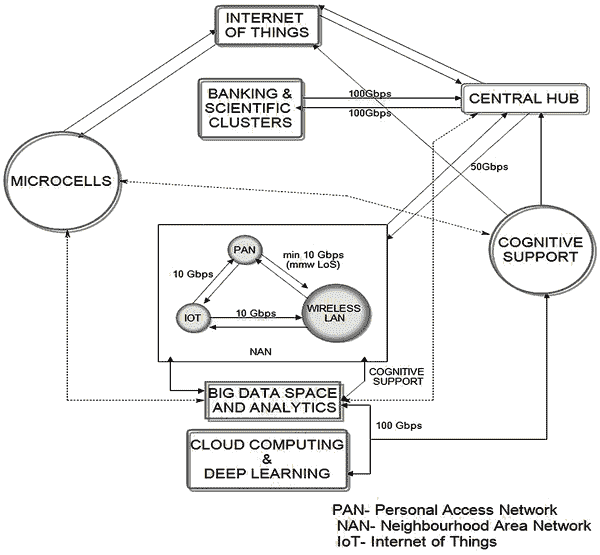 INTERNET
OF THINGS
100Gbps
BANKING &
SCIENTIFIC
CLUSTERS
100Gbps
CENTRAL HUB
50Gbps
MICROCELLS
COGNITIVE
SUPPORT
PAN
min 10 Gbps
(mmw LoS)
10 Gbps
IOT
10 Gbps
WIRELESS
LAN
NAN
COGNITIVE
SUPPORT
BIG DATA SPACE
AND ANALYTICS
100 Gbps
CLOUD COMPUTING
&
DEEP LEARNING
PAN- Personal Access Network
NAN- Neighbourhood Area Network
IoT- Internet of Things